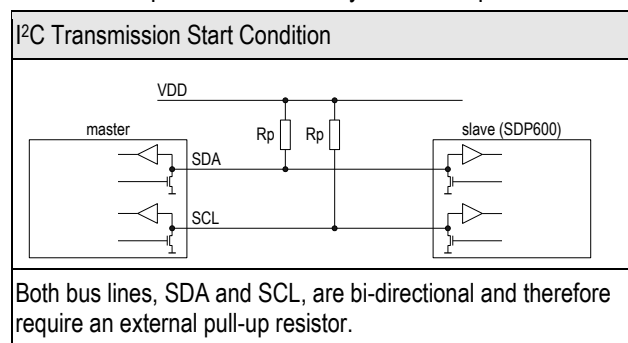 I²C Transmission Start Condition
VDD
master
Rp
Rp
slave (SDP600)
SDA
SCL
Both bus lines, SDA and SCL, are bi-directional and therefore
require an external pull-up resistor.